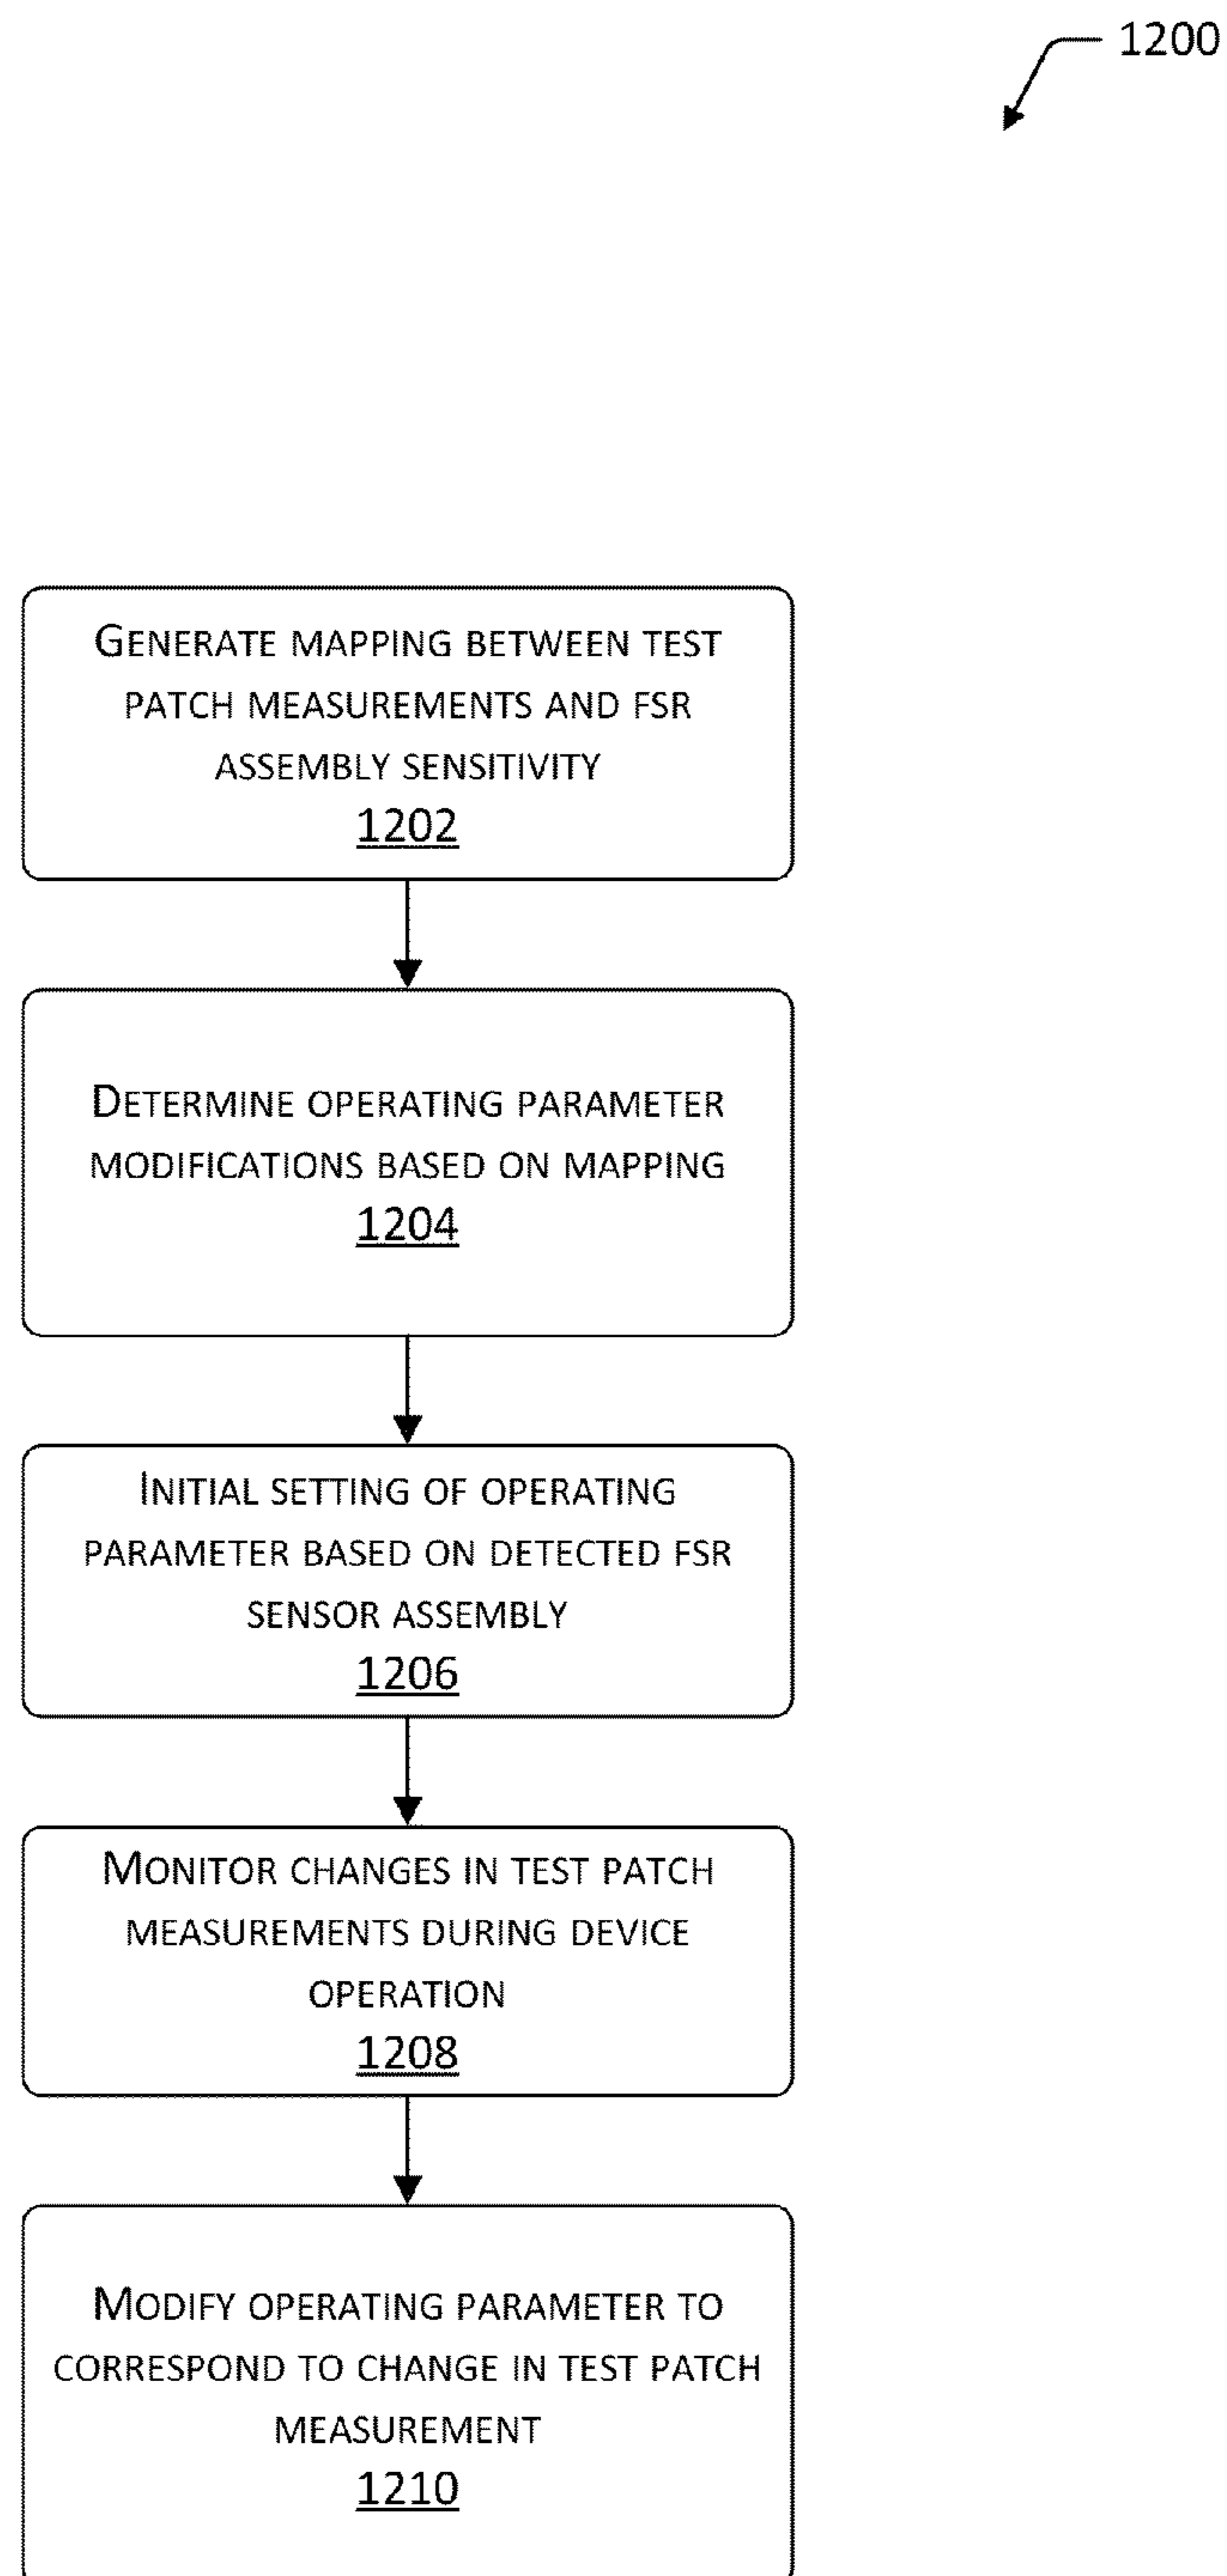 1200
GENERATE MAPPING BETWEEN TEST
PATCH MEASUREMENTS AND FSR
ASSEMBLY SENSITIVITY
1202
DETERMINE OPERATING PARAMETER
MODIFICATIONS BASED ON MAPPING
1204
INITIAL SETTING OF OPERATING
PARAMETER BASED ON DETECTED FSR
SENSOR ASSEMBLY
1206
MONITOR CHANGES IN TEST PATCH
MEASUREMENTS DURING DEVICE
OPERATION
1208
MODIFY OPERATING PARAMETER TO
CORRESPOND TO CHANGE IN TEST PATCH
MEASUREMENT
1210